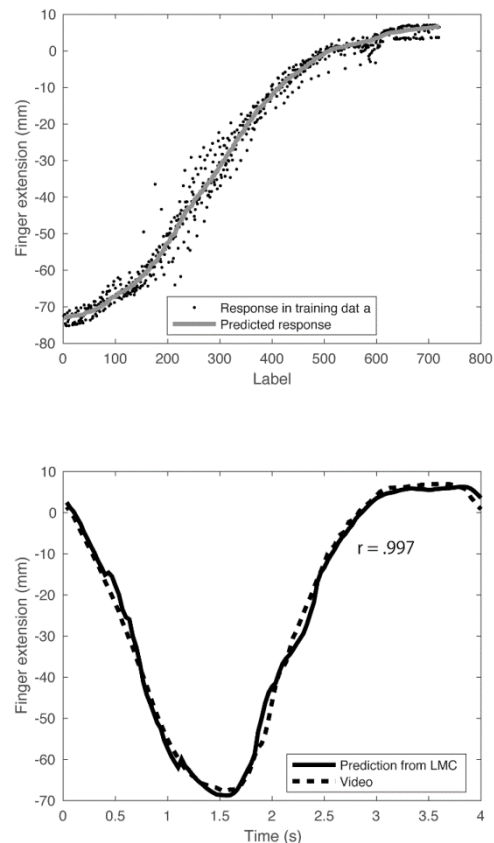 10
0
-10
-20
-30
-40
-50
-60
-70
-80
Finger extension (mm)
Response in training dat a
Predicted response
0 100 200 300 400 500 600 700 800
Label
10
0
-10
-20
-30
-40
-50
-60
-70
Finger extension (mm)
r = .997
Prediction from LMC
Video
0 0.5 1 1.5 2 2.5 3 3.5 4
Time (s)